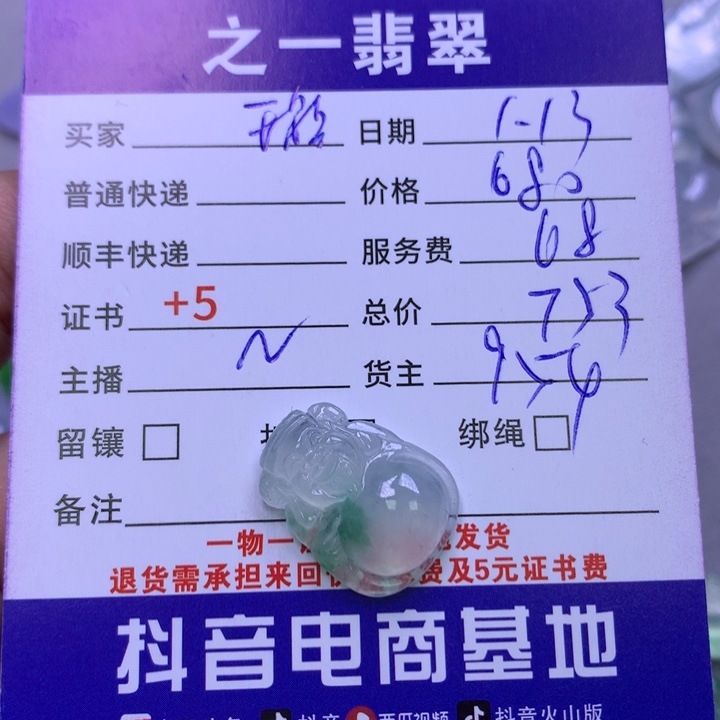 之一翡翠
买家 日期 1-13
普通快递 价格 680
顺丰快递 服务费 68
证书 +5 总价 753
主播 N 货主 954
留镶 绑绳
备注
一物一 发货
退货需承担来回 费及5元证书费
抖音电商基地
抖音 西瓜视频 抖音火山版